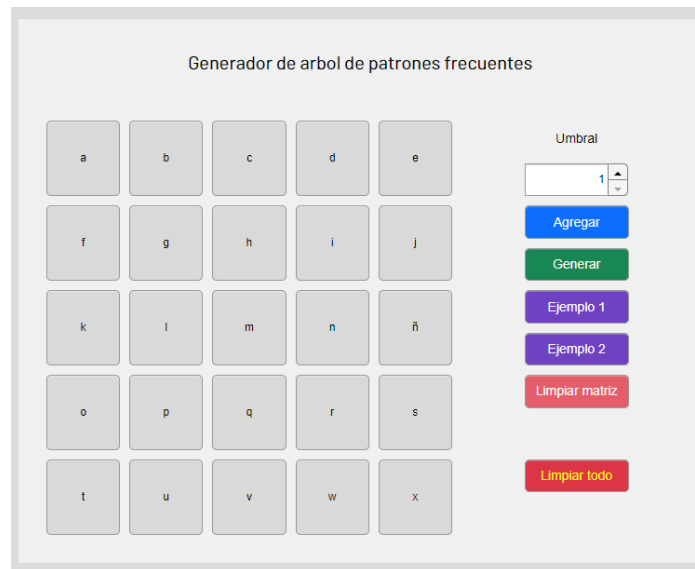 Generador de arbol de patrones frecuentes
a b c d e
f g h i j
k l m n ñ
o p q r s
t u v w x
Umbral
1
Agregar
Generar
Ejemplo 1
Ejemplo 2
Limpiar matriz
Limpiar todo